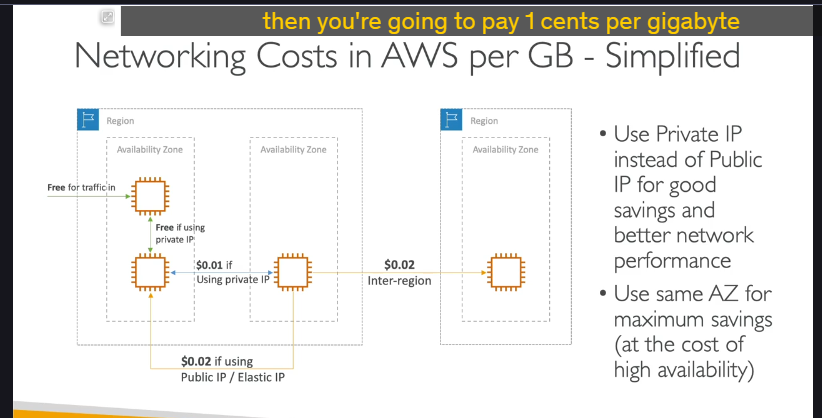 then you're going to pay 1 cents per gigabyte
Networking Costs in AWS per GB - Simplified
Region
Availability Zone
Availability Zone
Free for traffic in
Free if using
private IP
$0.01 if
Using private IP
$0.02 if using
Public IP / Elastic IP
$0.02
Inter-region
Region
Availability Zone
• Use Private IP
instead of Public
IP for good
savings and
better network
performance
• Use same AZ for
maximum savings
(at the cost of
high availability)